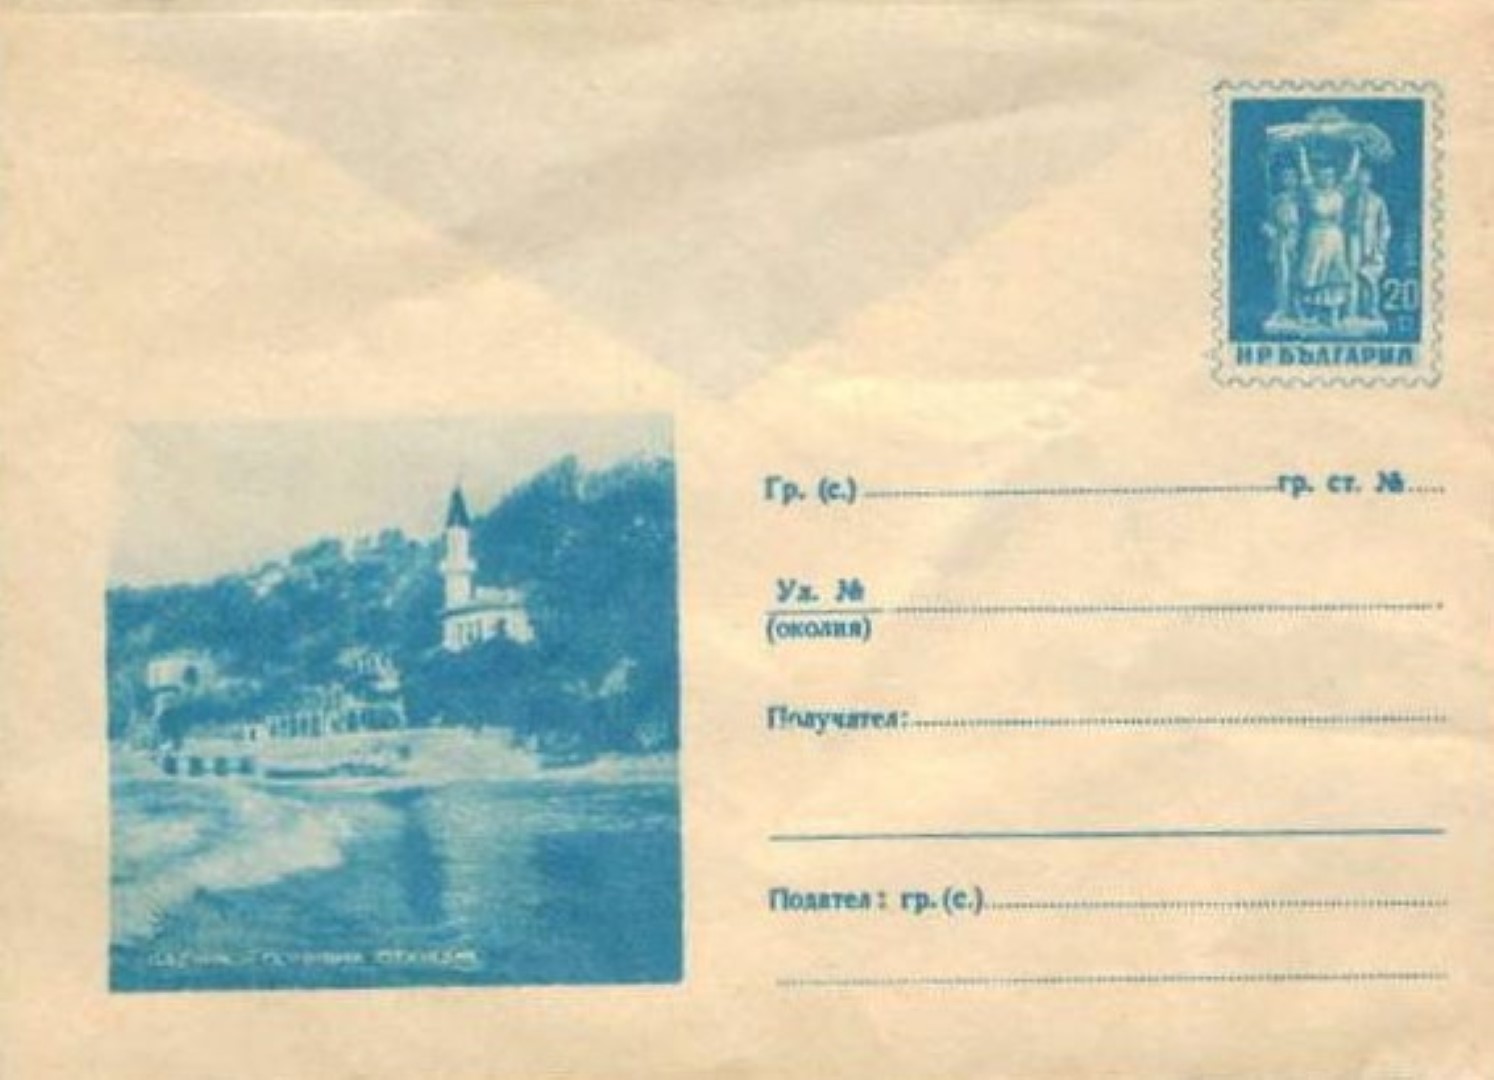 20
НР БЪЛГАРИЯ
Гр. (с.) гр. ст. №
Ул. №
(околия)
Получател:
Подател: гр. (с.)